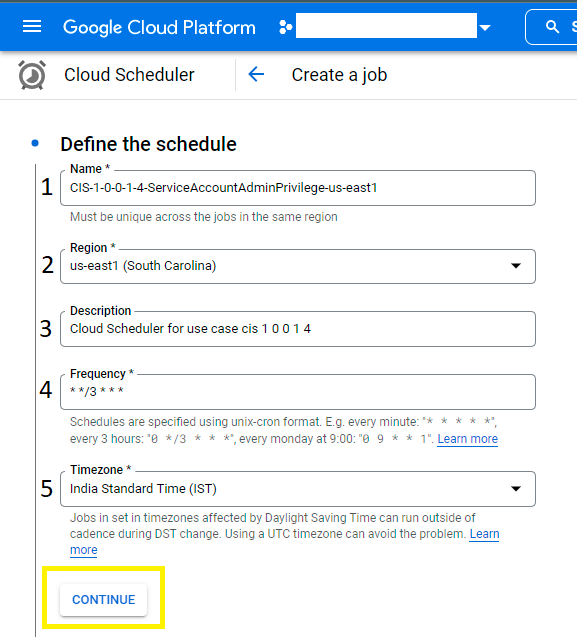 Google Cloud Platform
S
Cloud Scheduler
Create a job
Define the schedule
1
Name *
CIS-1-0-0-1-4-ServiceAccountAdminPrivilege-us-east1
Must be unique across the jobs in the same region
2
Region *
us-east1 (South Carolina)
3
Description
Cloud Scheduler for use case cis 1 0 0 1 4
4
Frequency *
* */3 * * *
Schedules are specified using unix-cron format. E.g. every minute: "* * * * *",
every 3 hours: "0 */3 * * *", every monday at 9:00: "0 9 * * 1". Learn more
5
Timezone *
India Standard Time (IST)
Jobs in set in timezones affected by Daylight Saving Time can run outside of
cadence during DST change. Using a UTC timezone can avoid the problem. Learn
more
CONTINUE